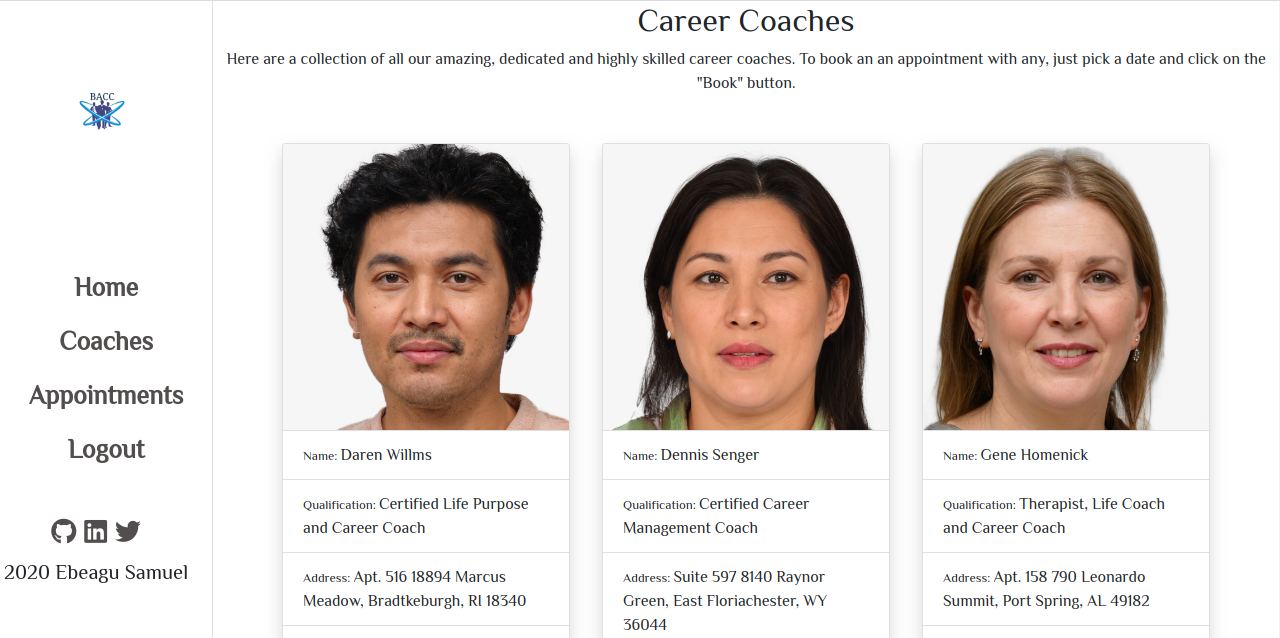 Career Coaches
Here are a collection of all our amazing, dedicated and highly skilled career coaches. To book an an appointment with any, just pick a date and click on the
"Book" button.
BACC
Home
Coaches
Appointments
Logout
2020 Ebeagu Samuel
Name: Daren Willms
Qualification: Certified Life Purpose
and Career Coach
Address: Apt. 516 18894 Marcus
Meadow, Bradtkeburgh, RI 18340
Name: Dennis Senger
Qualification: Certified Career
Management Coach
Address: Suite 597 8140 Raynor
Green, East Floriachester, WY
36044
Name: Gene Homenick
Qualification: Therapist, Life Coach
and Career Coach
Address: Apt. 158 790 Leonardo
Summit, Port Spring, AL 49182